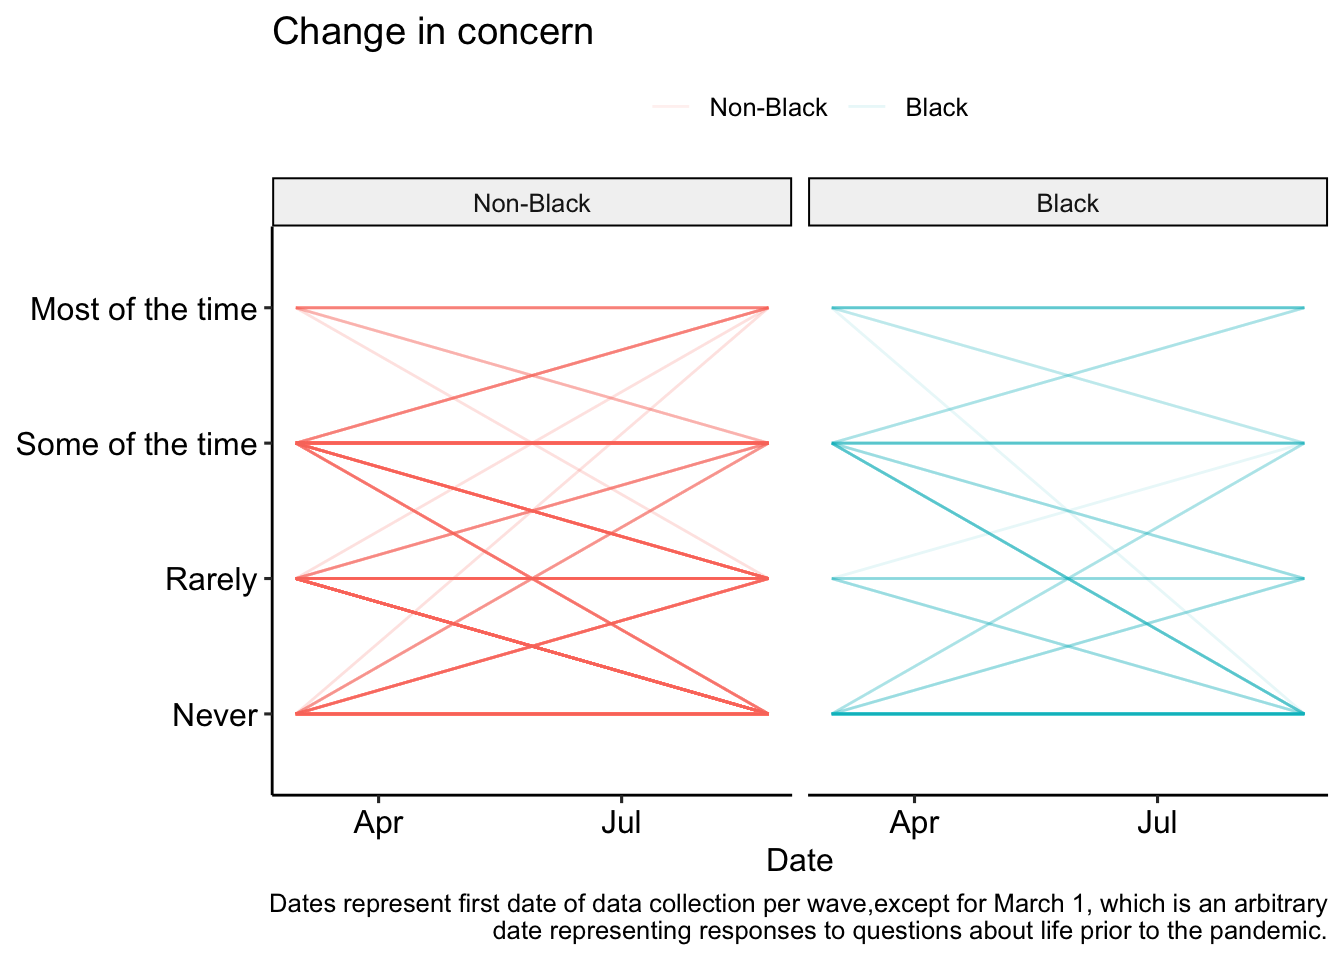 Change in concern
Non-Black
Black
Non-Black
Black
Most of the time
Some of the time
Rarely
Never
Apr
Jul
Apr
Jul
Date
Dates represent first date of data collection per wave,except for March 1, which is an arbitrary
date representing responses to questions about life prior to the pandemic.